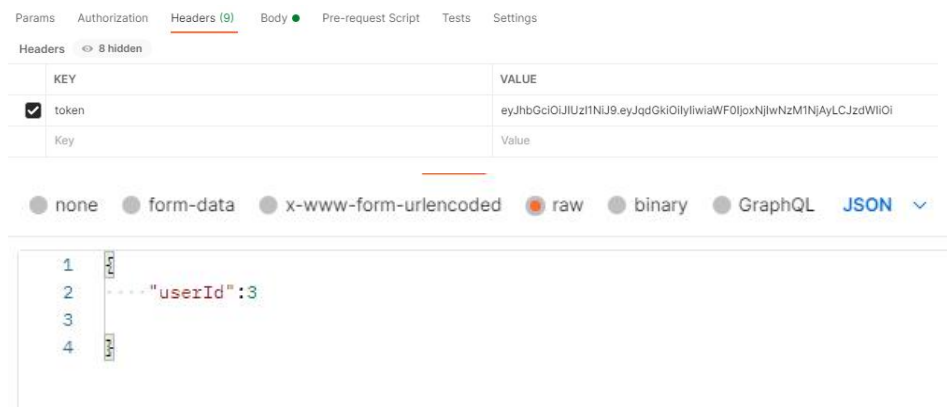 Params Authorization Headers (9) Body Pre-request Script Tests Settings
Headers 8 hidden
KEY VALUE
token eyJhbGciOiJIUzI1NiJ9.eyJqdGkiOiIyIiwiaWF0IjoxNjIwNzM1NjAyLCJzdWIiOi
Key Value
none form-data x-www-form-urlencoded raw binary GraphQL JSON
1 {
2 "userId":3
3
4 }